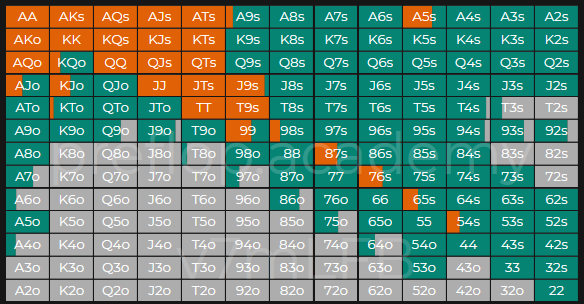 AA AKs AQs AJs ATs A9s A8s A7s A6s A5s A4s A3s A2s
AKo KK KQs KJs KTs K9s K8s K7s K6s K5s K4s K3s K2s
AQo KQo QQ QJs QTs Q9s Q8s Q7s Q6s Q5s Q4s Q3s Q2s
AJo KJo QJo JJ JTs J9s J8s J7s J6s J5s J4s J3s J2s
ATo KTo QTo JTo TT T9s T8s T7s T6s T5s T4s T3s T2s
A9o K9o Q9o J9o T9o 99 98s 97s 96s 95s 94s 93s 92s
A8o K8o Q8o J8o T8o 98o 88 87s 86s 85s 84s 83s 82s
preflop.academy
A7o K7o Q7o J7o T7o 97o 87o 77 76s 75s 74s 73s 72s
A6o K6o Q6o J6o T6o 96o 86o 76o 66 65s 64s 63s 62s
A5o K5o Q5o J5o T5o 95o 85o 75o 65o 55 54s 53s 52s
A4o K4o Q4o J4o T4o 94o 84o 74o 64o 54o 44 43s 42s
A3o K3o Q3o J3o T3o 93o 83o 73o 63o 53o 43o 33 32s
A2o K2o Q2o J2o T2o 92o 82o 72o 62o 52o 42o 32o 22